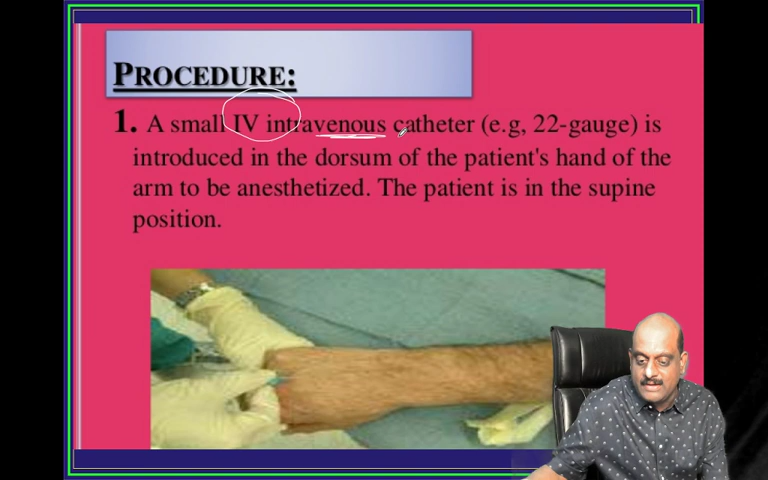 PROCEDURE:
1. A small IV intravenous catheter (e.g, 22-gauge) is
introduced in the dorsum of the patient's hand of the
arm to be anesthetized. The patient is in the supine
position.